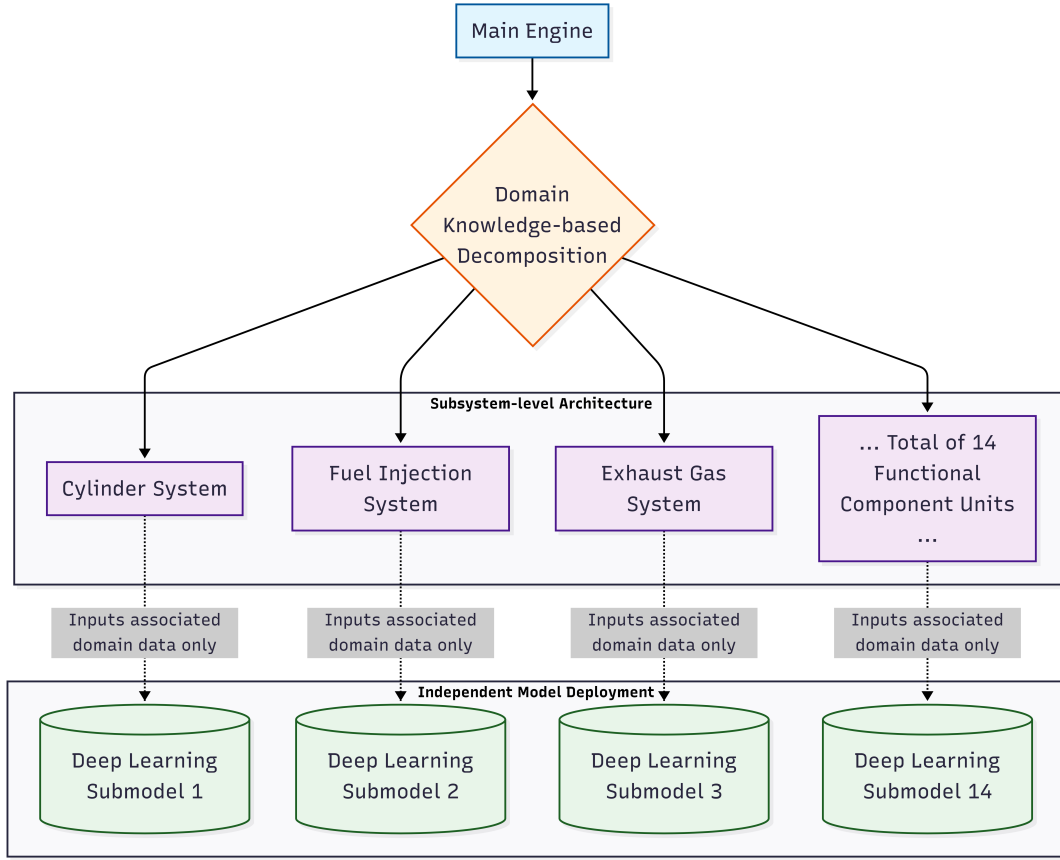 Main Engine
Domain
Knowledge-based
Decomposition
Subsystem-level Architecture
Cylinder System
Fuel Injection
System
Exhaust Gas
System
... Total of 14
Functional
Component Units
...
Inputs associated
domain data only
Inputs associated
domain data only
Inputs associated
domain data only
Inputs associated
domain data only
Independent Model Deployment
Deep Learning
Submodel 1
Deep Learning
Submodel 2
Deep Learning
Submodel 3
Deep Learning
Submodel 14